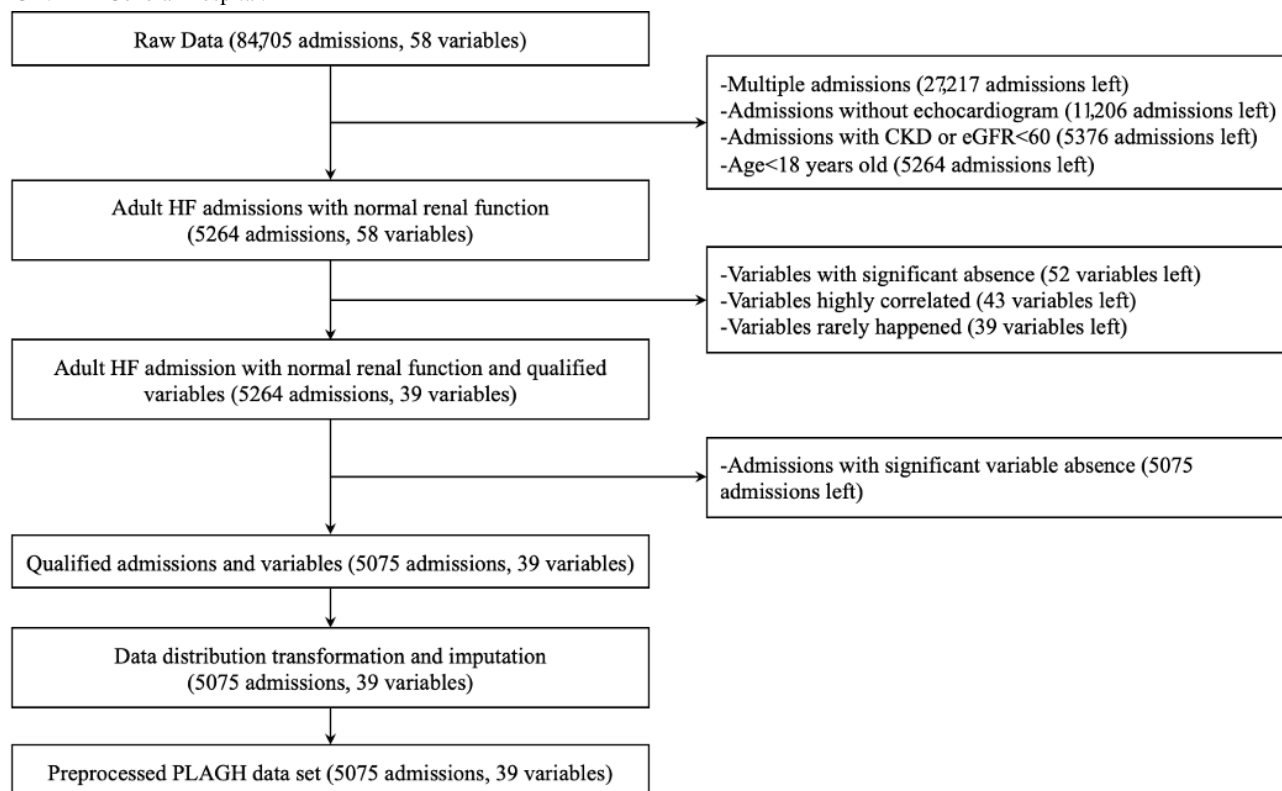 Raw Data (84,705 admissions, 58 variables)
-Multiple admissions (27,217 admissions left)
-Admissions without echocardiogram (11,206 admissions left)
-Admissions with CKD or eGFR<60 (5376 admissions left)
-Age<18 years old (5264 admissions left)
Adult HF admissions with normal renal function
(5264 admissions, 58 variables)
-Variables with significant absence (52 variables left)
-Variables highly correlated (43 variables left)
-Variables rarely happened (39 variables left)
Adult HF admission with normal renal function and qualified
variables (5264 admissions, 39 variables)
-Admissions with significant variable absence (5075
admissions left)
Qualified admissions and variables (5075 admissions, 39 variables)
Data distribution transformation and imputation
(5075 admissions, 39 variables)
Preprocessed PLAGH data set (5075 admissions, 39 variables)